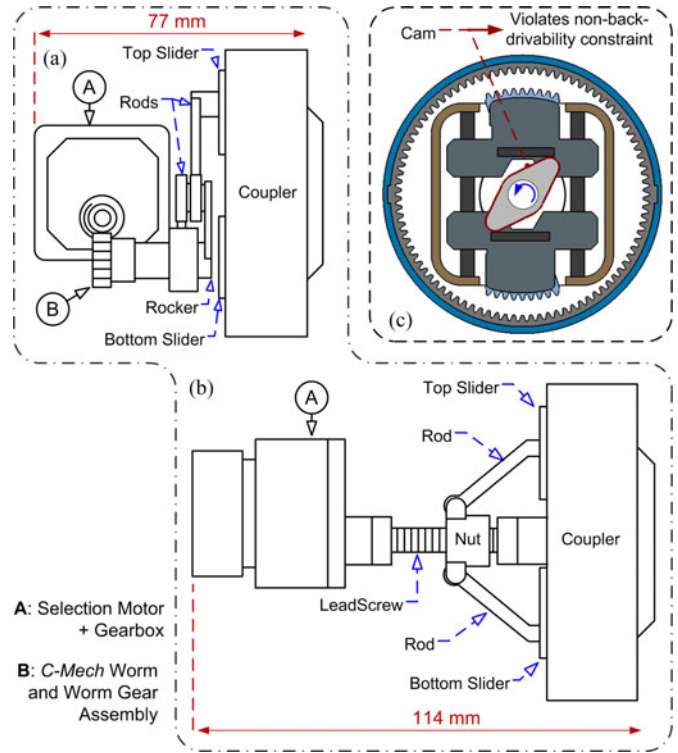 77 mm
(a)
Top Slider
A
Rods
Coupler
B
Rocker
Bottom Slider
Cam
Violates non-back-
drivability constraint
(c)
(b)
A
Top Slider
Rod
Nut
Coupler
LeadScrew
Rod
Bottom Slider
A: Selection Motor
+ Gearbox
B: C-Mech Worm
and Worm Gear
Assembly
114 mm